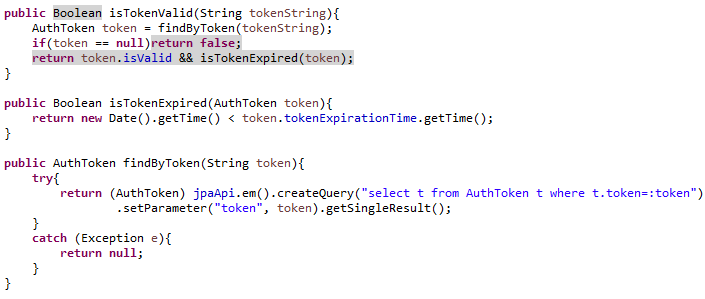 public Boolean isTokenValid(String tokenString){
    AuthToken token = findByToken(tokenString);
    if(token == null)return false;
    return token.isValid && isTokenExpired(token);
}

public Boolean isTokenExpired(AuthToken token){
    return new Date().getTime() < token.tokenExpirationTime.getTime();
}

public AuthToken findByToken(String token){
    try{
        return (AuthToken) jpaApi.em().createQuery("select t from AuthToken t where t.token=:token")
                .setParameter("token", token).getSingleResult();
    }
    catch (Exception e){
        return null;
    }
}